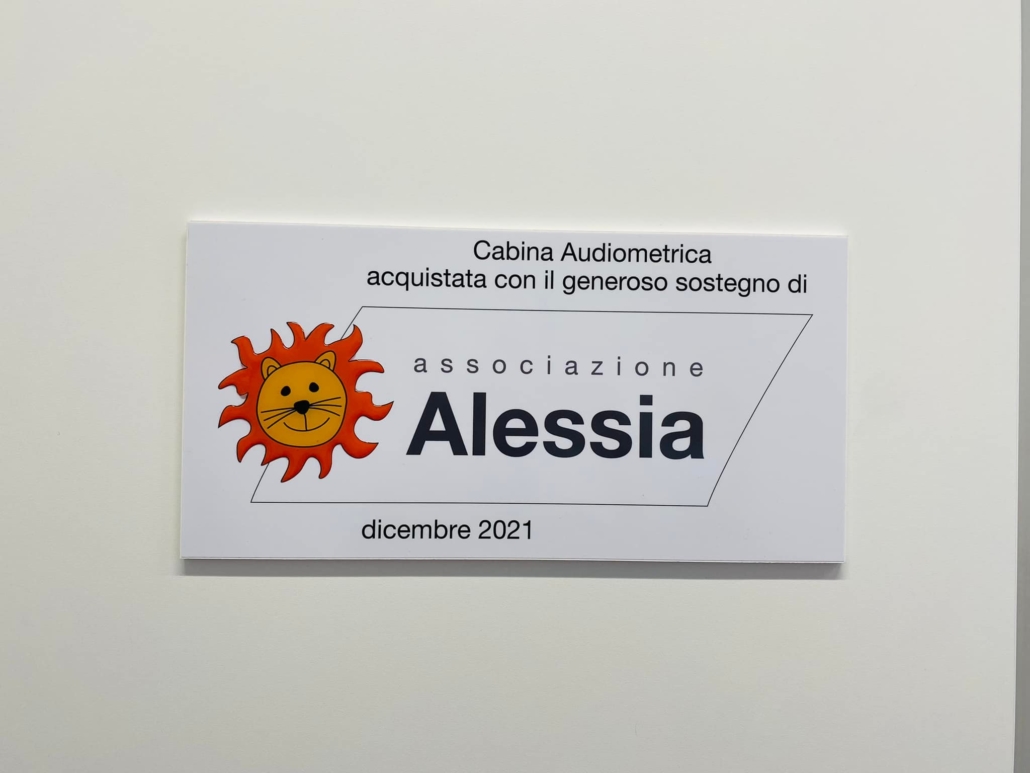 Cabina Audiometrica
acquistata con il generoso sostegno di
associazione
Alessia
dicembre 2021